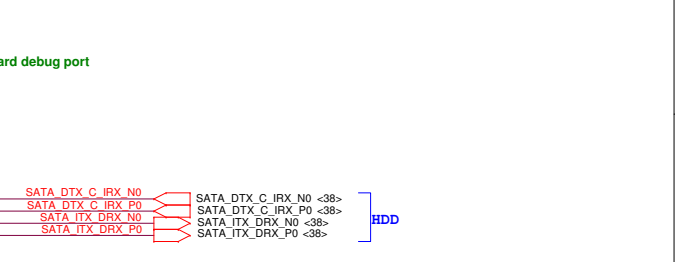 ard debug port
SATA_DTX_C_IRX_N0 SATA_DTX_C_IRX_N0 <38>
SATA_DTX_C_IRX_P0 SATA_DTX_C_IRX_P0 <38>
SATA_ITX_DRX_N0 SATA_ITX_DRX_N0 <38>
SATA_ITX_DRX_P0 SATA_ITX_DRX_P0 <38>
HDD